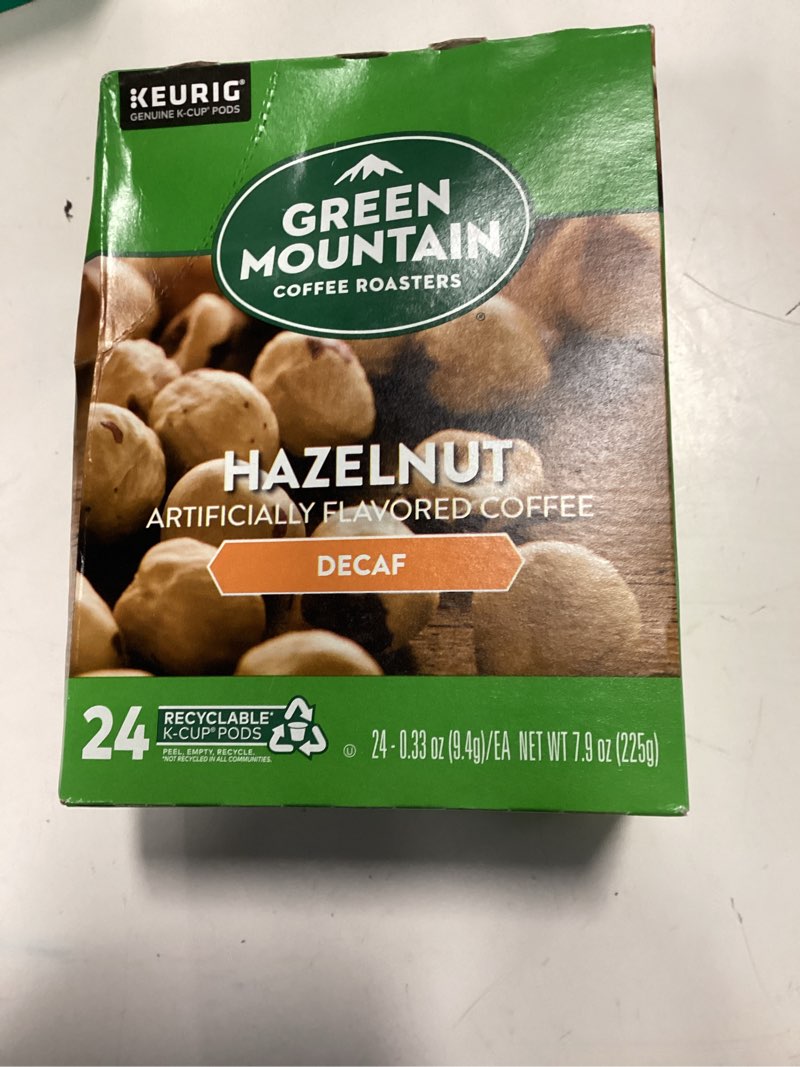 KEURIG®
GENUINE K-CUP® PODS
GREEN
MOUNTAIN
COFFEE ROASTERS
®
HAZELNUT
ARTIFICIALLY FLAVORED COFFEE
DECAF
24
RECYCLABLE*
K-CUP® PODS
PEEL, EMPTY, RECYCLE.
*NOT RECYCLED IN ALL COMMUNITIES.
U 24 - 0.33 oz (9.4g)/EA NET WT 7.9 oz (225g)